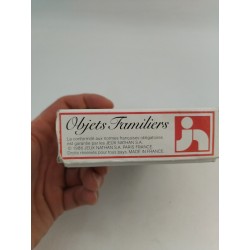 Objets Familiers
La conformité aux normes françaises obligatoires
est garantie par les JEUX NATHAN S.A.
© 1989 JEUX NATHAN S.A. PARIS FRANCE.
Droits réservés pour tous pays. MADE IN FRANCE.